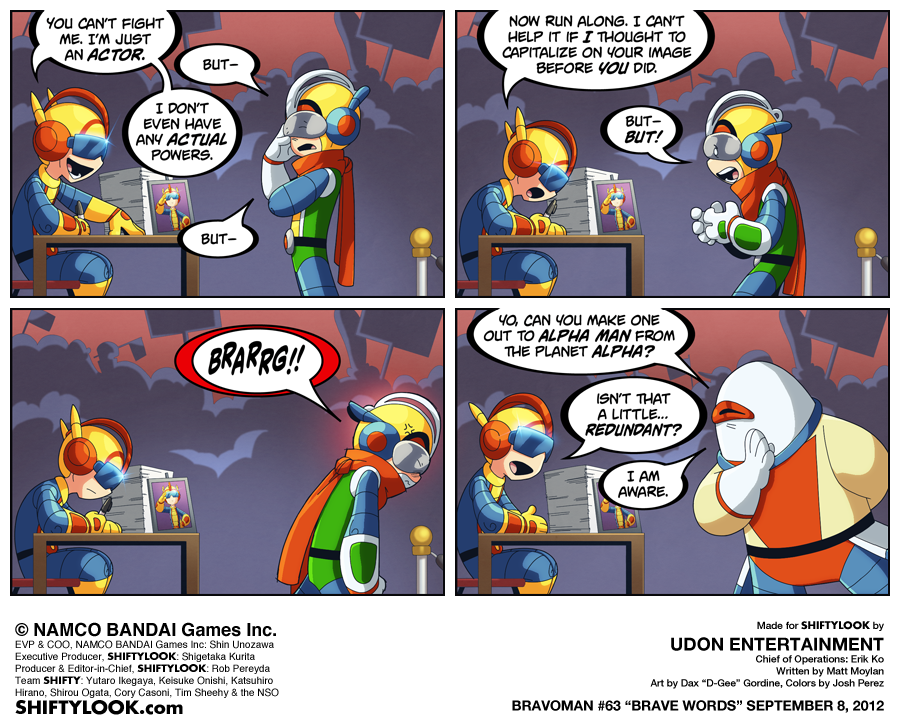 YOU CAN'T FIGHT
ME. I'M JUST
AN ACTOR.
BUT–
I DON'T
EVEN HAVE
ANY ACTUAL
POWERS.
BUT–
NOW RUN ALONG. I CAN'T
HELP IT IF I THOUGHT TO
CAPITALIZE ON YOUR IMAGE
BEFORE YOU DID.
BUT–
BUT!
BRARRG!!
YO, CAN YOU MAKE ONE
OUT TO ALPHA MAN FROM
THE PLANET ALPHA?
ISN'T THAT
A LITTLE...
REDUNDANT?
I AM
AWARE.
© NAMCO BANDAI Games Inc.
EVP & COO, NAMCO BANDAI Games Inc: Shin Unozawa
Executive Producer, SHIFTYLOOK: Shigetaka Kurita
Producer & Editor-in-Chief, SHIFTYLOOK: Rob Pereyda
Team SHIFTY: Yutaro Ikegaya, Keisuke Onishi, Katsuhiro
Hirano, Shirou Ogata, Cory Casoni, Tim Sheehy & the NSO
SHIFTYLOOK.com
Made for SHIFTYLOOK by
UDON ENTERTAINMENT
Chief of Operations: Erik Ko
Written by Matt Moylan
Art by Dax “D-Gee” Gordine, Colors by Josh Perez
BRAVOMAN #63 “BRAVE WORDS” SEPTEMBER 8, 2012